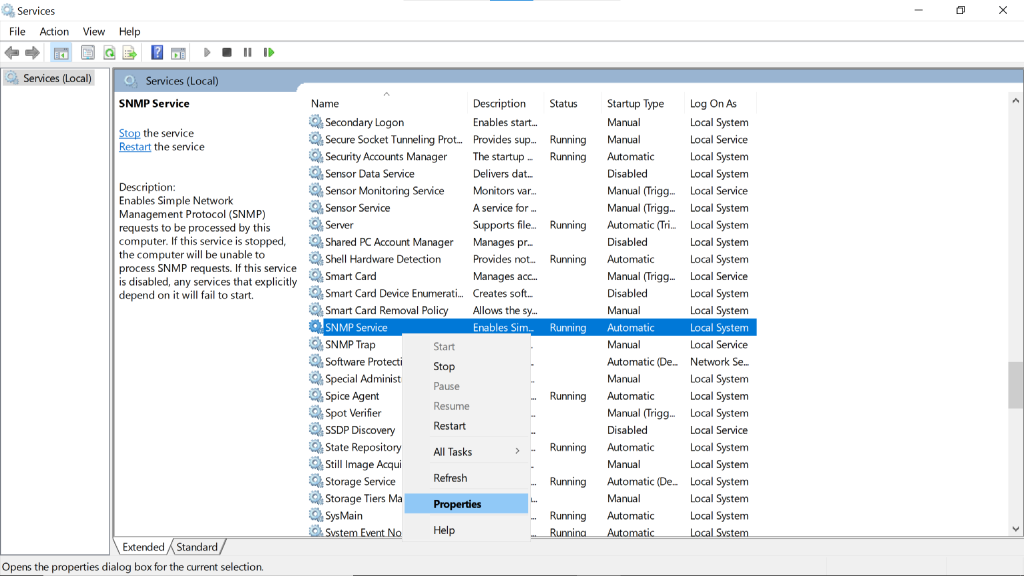 Services
File Action View Help
Services (Local)
Services (Local)
SNMP Service
Stop the service
Restart the service
Description:
Enables Simple Network
Management Protocol (SNMP)
requests to be processed by this
computer. If this service is stopped,
the computer will be unable to
process SNMP requests. If this service
is disabled, any services that explicitly
depend on it will fail to start.
Name Description Status Startup Type Log On As
Secondary Logon Enables start... Manual Local System
Secure Socket Tunneling Prot... Provides sup... Running Manual Local Service
Security Accounts Manager The startup ... Running Automatic Local System
Sensor Data Service Delivers dat... Disabled Local System
Sensor Monitoring Service Monitors var... Manual (Trigg... Local Service
Sensor Service A service for ... Manual (Trigg... Local System
Server Supports file... Running Automatic (Tri... Local System
Shared PC Account Manager Manages pr... Disabled Local System
Shell Hardware Detection Provides not... Running Automatic Local System
Smart Card Manages acc... Manual (Trigg... Local Service
Smart Card Device Enumerati... Creates soft... Disabled Local System
Smart Card Removal Policy Allows the sy... Manual Local System
SNMP Service Enables Sim... Running Automatic Local System
SNMP Trap Manual Local Service
Software Protecti Automatic (De... Network Se...
Special Administ Manual Local System
Spice Agent Running Automatic Local System
Spot Verifier Manual (Trigg... Local System
SSDP Discovery Disabled Local Service
State Repository Running Automatic Local System
Still Image Acqui Manual Local System
Storage Service Running Automatic (De... Local System
Storage Tiers Ma Manual Local System
SysMain Running Automatic Local System
System Event No Running Automatic Local System
Start
Stop
Pause
Resume
Restart
All Tasks
Refresh
Properties
Help
Extended Standard
Opens the properties dialog box for the current selection.